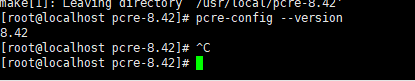 make[1]: Leaving directory `/usr/local/pcre-8.42'
[root@localhost pcre-8.42]# pcre-config --version
8.42
[root@localhost pcre-8.42]# ^C
[root@localhost pcre-8.42]#